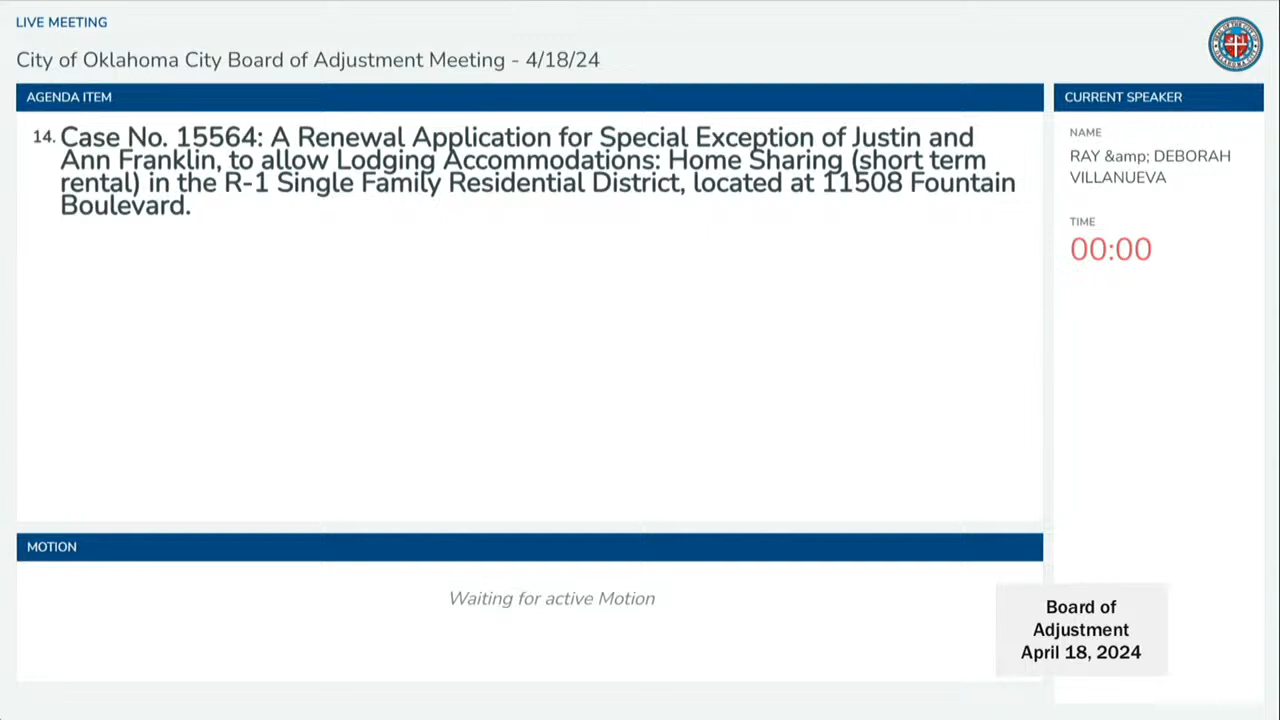 LIVE MEETING
City of Oklahoma City Board of Adjustment Meeting - 4/18/24
AGENDA ITEM
14. Case No. 15564: A Renewal Application for Special Exception of Justin and
Ann Franklin, to allow Lodging Accommodations: Home Sharing (short term
rental) in the R-1 Single Family Residential District, located at 11508 Fountain
Boulevard.
CURRENT SPEAKER
NAME
RAY &amp; DEBORAH
VILLANUEVA
TIME
00:00
MOTION
Waiting for active Motion
Board of
Adjustment
April 18, 2024